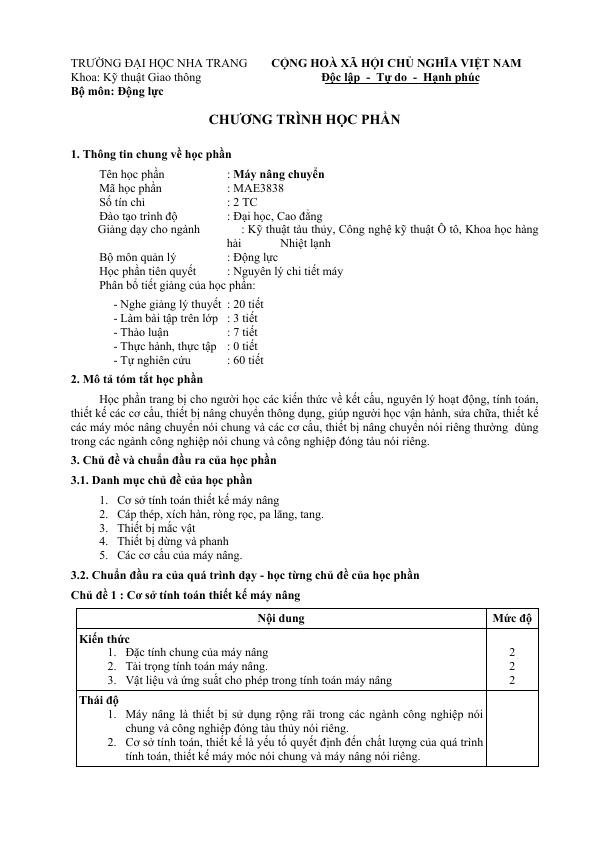 TRƯỜNG ĐẠI HỌC NHA TRANG CỘNG HOÀ XÃ HỘI CHỦ NGHĨA VIỆT NAM
Khoa: Kỹ thuật Giao thông Độc lập - Tự do - Hạnh phúc
Bộ môn: Động lực
CHƯƠNG TRÌNH HỌC PHẦN
1. Thông tin chung về học phần
Tên học phần : Máy nâng chuyển
Mã học phần : MAE3838
Số tín chỉ : 2 TC
Đào tạo trình độ : Đại học, Cao đẳng
Giảng dạy cho ngành : Kỹ thuật tàu thủy, Công nghệ kỹ thuật Ô tô, Khoa học hàng
hải Nhiệt lạnh
Bộ môn quản lý : Động lực
Học phần tiên quyết : Nguyên lý chi tiết máy
Phân bổ tiết giảng của học phần:
- Nghe giảng lý thuyết : 20 tiết
- Làm bài tập trên lớp : 3 tiết
- Thảo luận : 7 tiết
- Thực hành, thực tập : 0 tiết
- Tự nghiên cứu : 60 tiết
2. Mô tả tóm tắt học phần
Học phần trang bị cho người học các kiến thức về kết cấu, nguyên lý hoạt động, tính toán,
thiết kế các cơ cấu, thiết bị nâng chuyển thông dụng, giúp người học vận hành, sửa chữa, thiết kế
các máy móc nâng chuyển nói chung và các cơ cấu, thiết bị nâng chuyển nói riêng thường dùng
trong các ngành công nghiệp nói chung và công nghiệp đóng tàu nói riêng.
3. Chủ đề và chuẩn đầu ra của học phần
3.1. Danh mục chủ đề của học phần
1. Cơ sở tính toán thiết kế máy nâng
2. Cáp thép, xích hàn, ròng rọc, pa lăng, tang.
3. Thiết bị mắc vật
4. Thiết bị dừng và phanh
5. Các cơ cấu của máy nâng.
3.2. Chuẩn đầu ra của quá trình dạy - học từng chủ đề của học phần
Chủ đề 1 : Cơ sở tính toán thiết kế máy nâng
Nội dung Mức độ
Kiến thức
1. Đặc tính chung của máy nâng 2
2. Tải trọng tính toán máy nâng. 2
3. Vật liệu và ứng suất cho phép trong tính toán máy nâng 2
Thái độ
1. Máy nâng là thiết bị sử dụng rộng rãi trong các ngành công nghiệp nói
chung và công nghiệp đóng tàu thủy nói riêng.
2. Cơ sở tính toán, thiết kế là yếu tố quyết định đến chất lượng của quá trình
tính toán, thiết kế máy móc nói chung và máy nâng nói riêng.